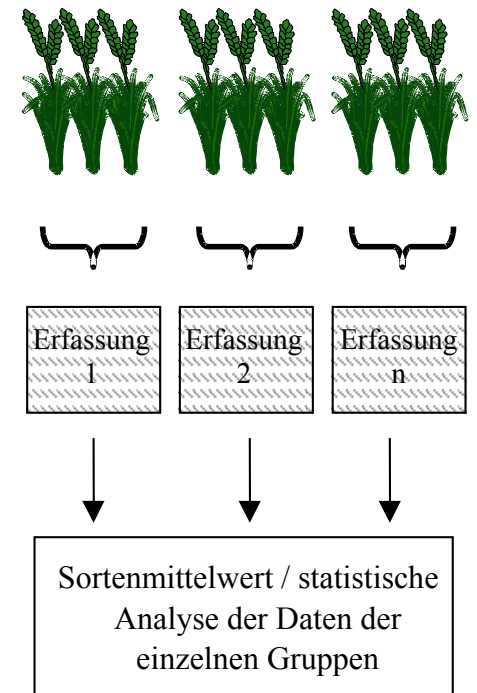 Erfassung
1
Erfassung
2
Erfassung
n
Sortenmittelwert / statistische
Analyse der Daten der
einzelnen Gruppen